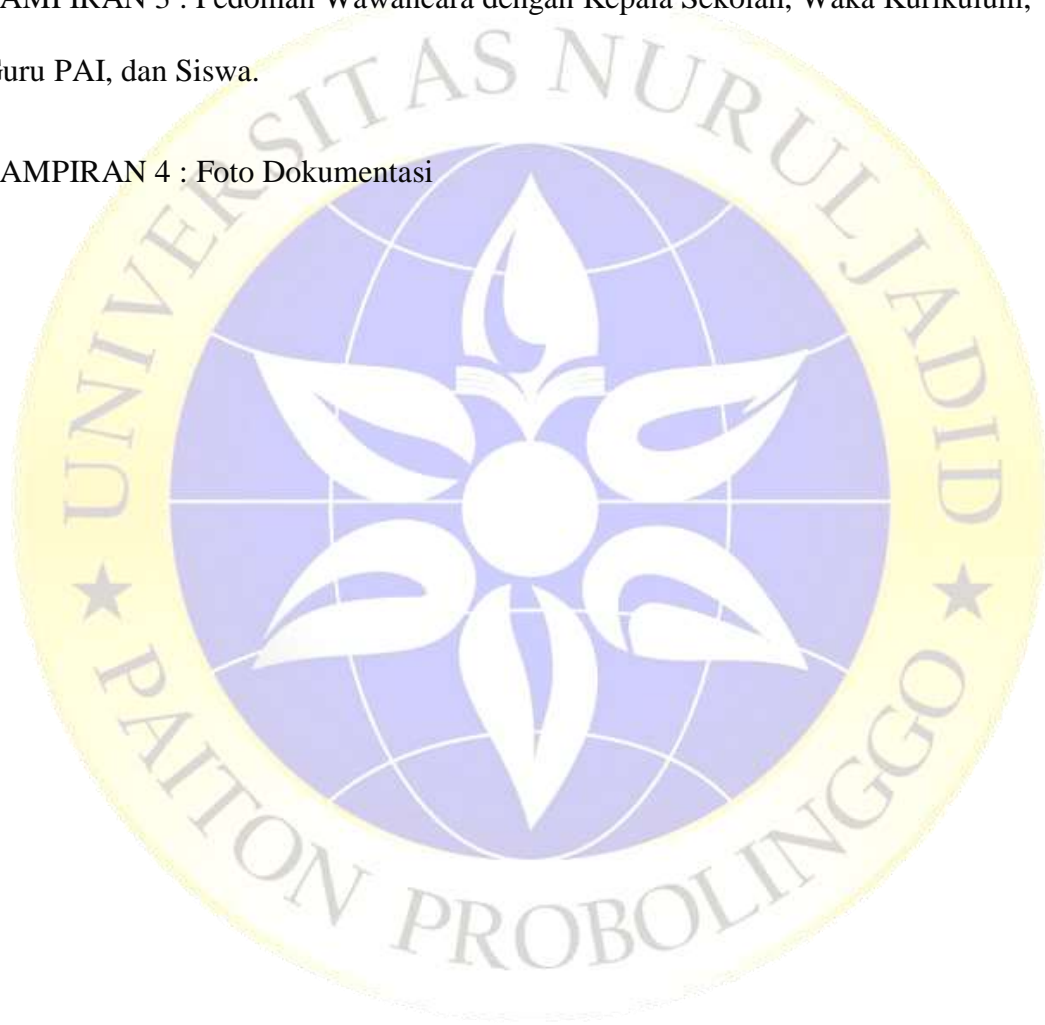 AMPIRAN 3 : Pedoman Wawancara dengan Kepala Sekolah, Waka Kurikulum,
uru PAI, dan Siswa.
AMPIRAN 4 : Foto Dokumentasi
UNIVERSITAS NURUL JADID
★ PAITON PROBOLINGGO ★